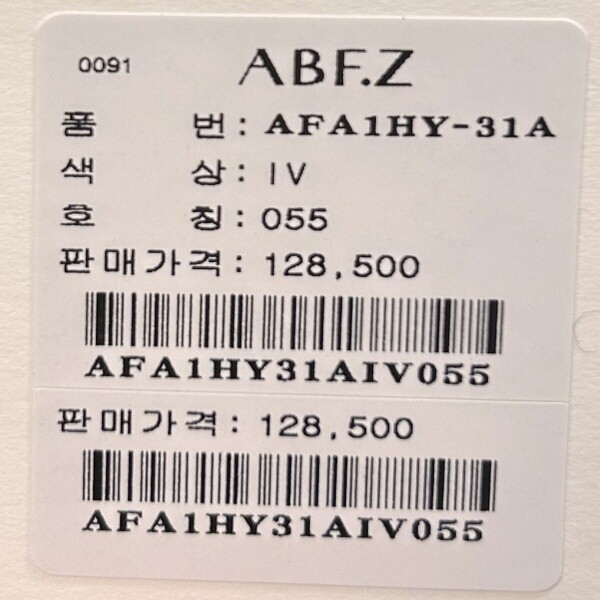 0091 ABF.Z
품 번: AFA1HY-31A
색 상: IV
호 칭: 055
판매가격: 128,500
AFA1HY31AIV055
판매가격: 128,500
AFA1HY31AIV055